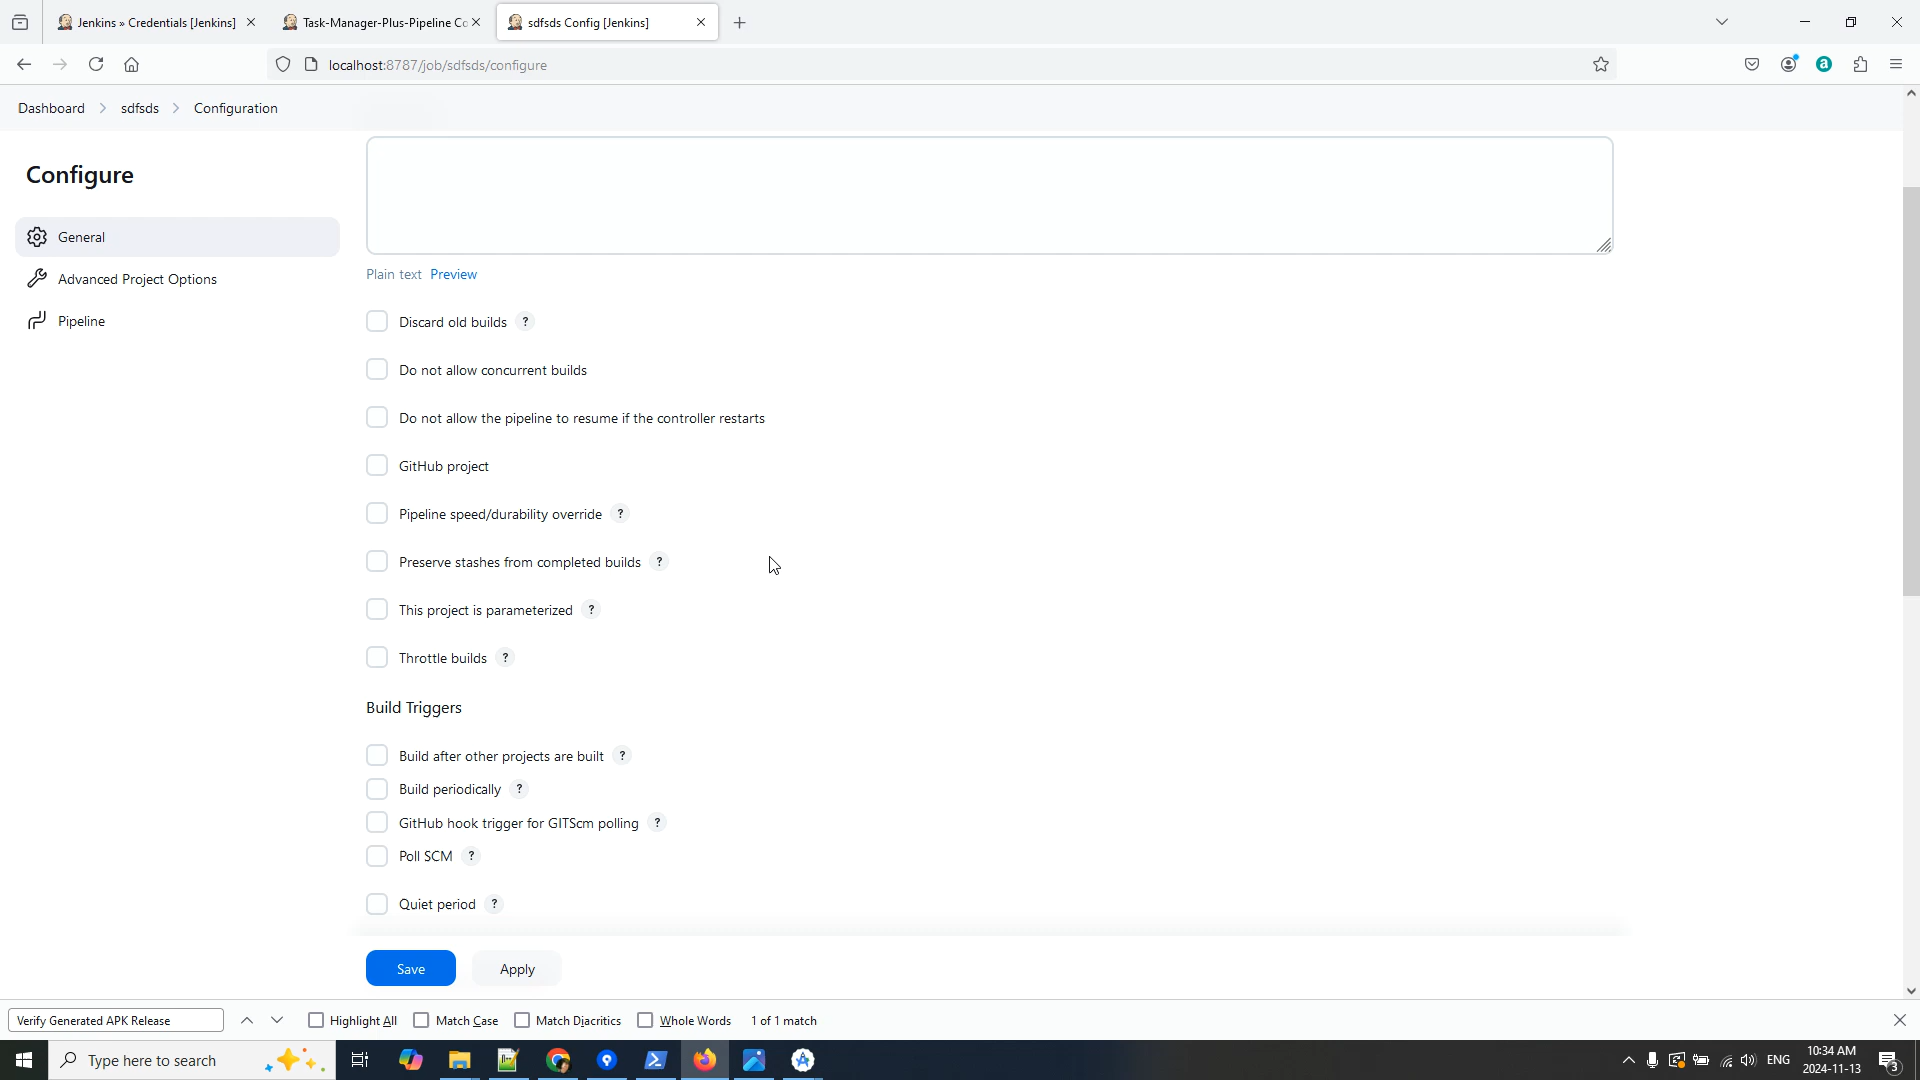 Jenkins » Credentials [Jenkins]
Task-Manager-Plus-Pipeline Co
sdfsds Config [Jenkins]
localhost:8787/job/sdfsds/configure
Dashboard > sdfsds > Configuration
Configure
General
Advanced Project Options
Pipeline
Plain text Preview
Discard old builds ?
Do not allow concurrent builds
Do not allow the pipeline to resume if the controller restarts
GitHub project
Pipeline speed/durability override ?
Preserve stashes from completed builds ?
This project is parameterized ?
Throttle builds ?
Build Triggers
Build after other projects are built ?
Build periodically ?
GitHub hook trigger for GITScm polling ?
Poll SCM ?
Quiet period ?
Save Apply
Verify Generated APK Release Highlight All Match Case Match Diacritics Whole Words 1 of 1 match
Type here to search
ENG
10:34 AM
2024-11-13
3